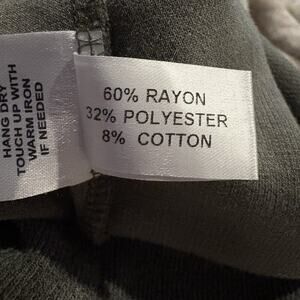 HANG DRY
TOUCH UP WITH
WARM IRON
IF NEEDED
60% RAYON
32% POLYESTER
8% COTTON